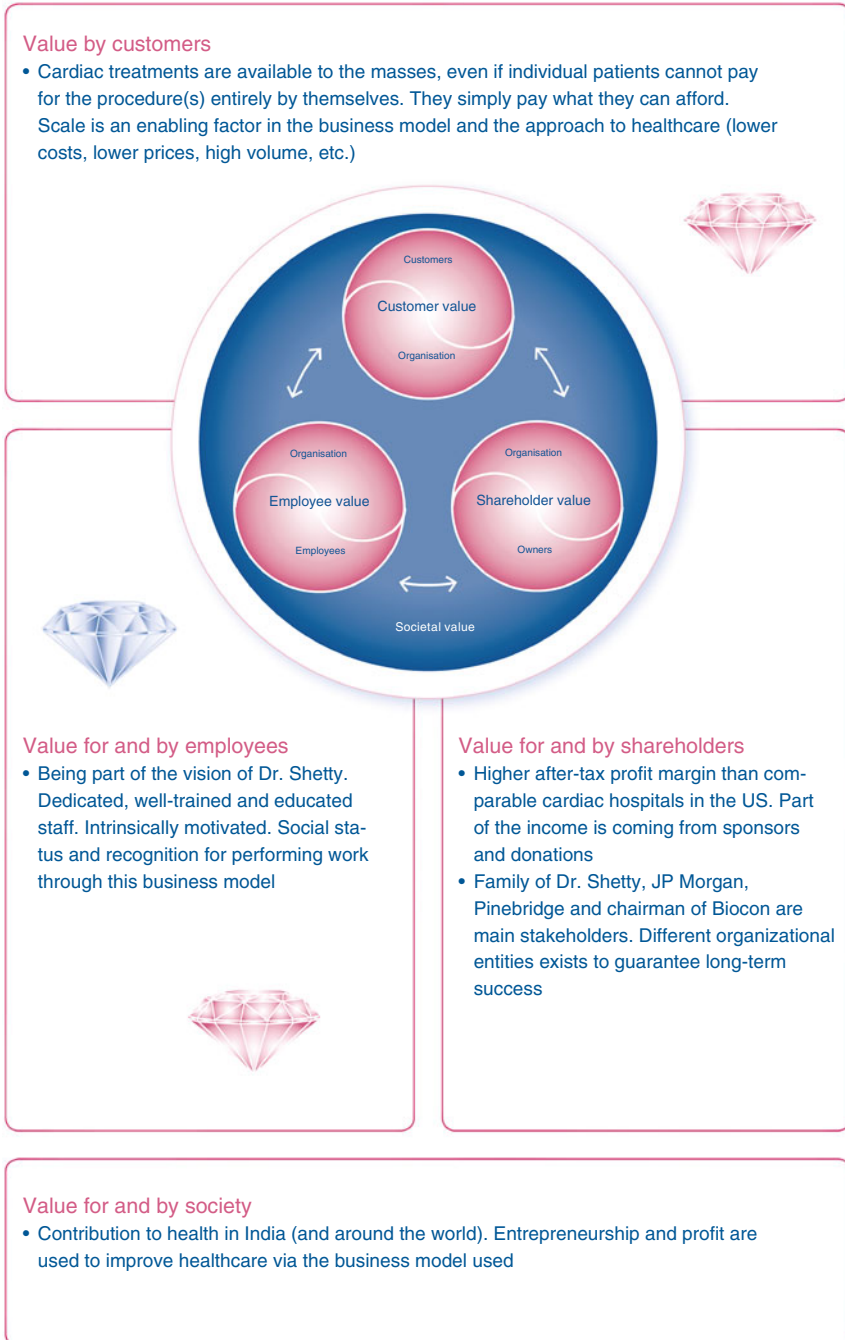 Value by customers
• Cardiac treatments are available to the masses, even if individual patients cannot pay
for the procedure(s) entirely by themselves. They simply pay what they can afford.
Scale is an enabling factor in the business model and the approach to healthcare (lower
costs, lower prices, high volume, etc.)
Customers
Customer value
Organisation
Organisation
Employee value
Employees
Organisation
Shareholder value
Owners
Societal value
Value for and by employees
• Being part of the vision of Dr. Shetty.
Dedicated, well-trained and educated
staff. Intrinsically motivated. Social sta-
tus and recognition for performing work
through this business model
Value for and by shareholders
• Higher after-tax profit margin than com-
parable cardiac hospitals in the US. Part
of the income is coming from sponsors
and donations
• Family of Dr. Shetty, JP Morgan,
Pinebridge and chairman of Biocon are
main stakeholders. Different organizational
entities exists to guarantee long-term
success
Value for and by society
• Contribution to health in India (and around the world). Entrepreneurship and profit are
used to improve healthcare via the business model used